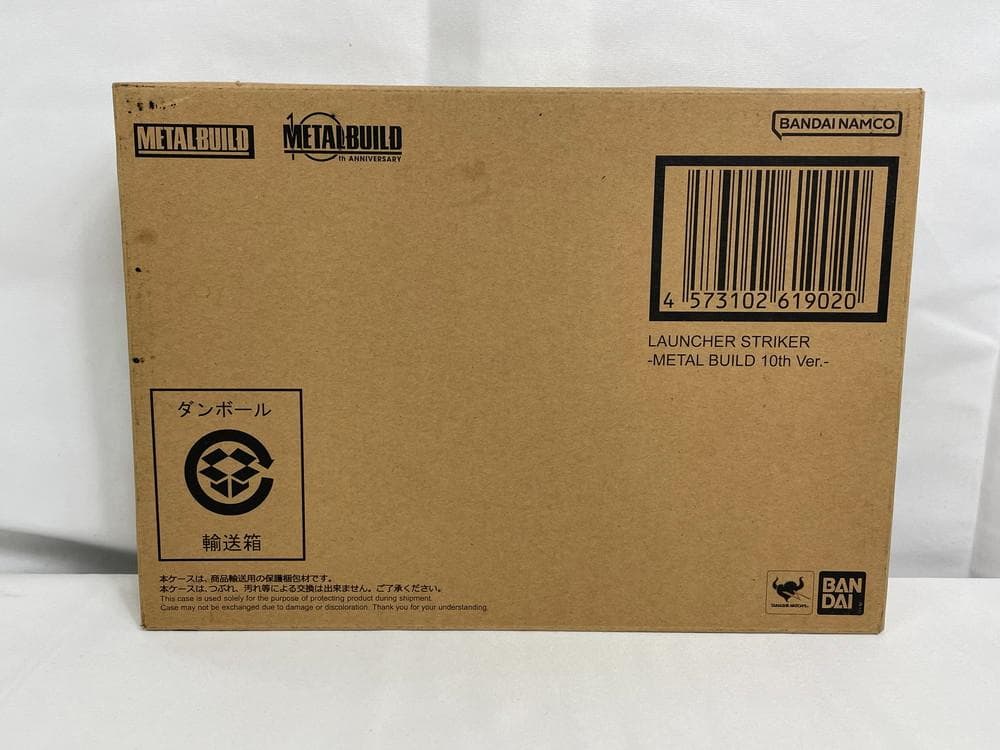 METALBUILD
METALBUILD
10
th ANNIVERSARY
BANDAI NAMCO
4 573102 619020
LAUNCHER STRIKER
-METAL BUILD 10th Ver.-
ダンボール
輸送箱
本ケースは、商品輸送用の保護梱包材です。
本ケースは、つぶれ、汚れ等による交換は出来ません。ご了承ください。
This case is used solely for the purpose of protecting product during shipment.
Case may not be exchanged due to damage or discoloration. Thank you for your understanding.
TAMASHII NATIONS
BAN
DAI